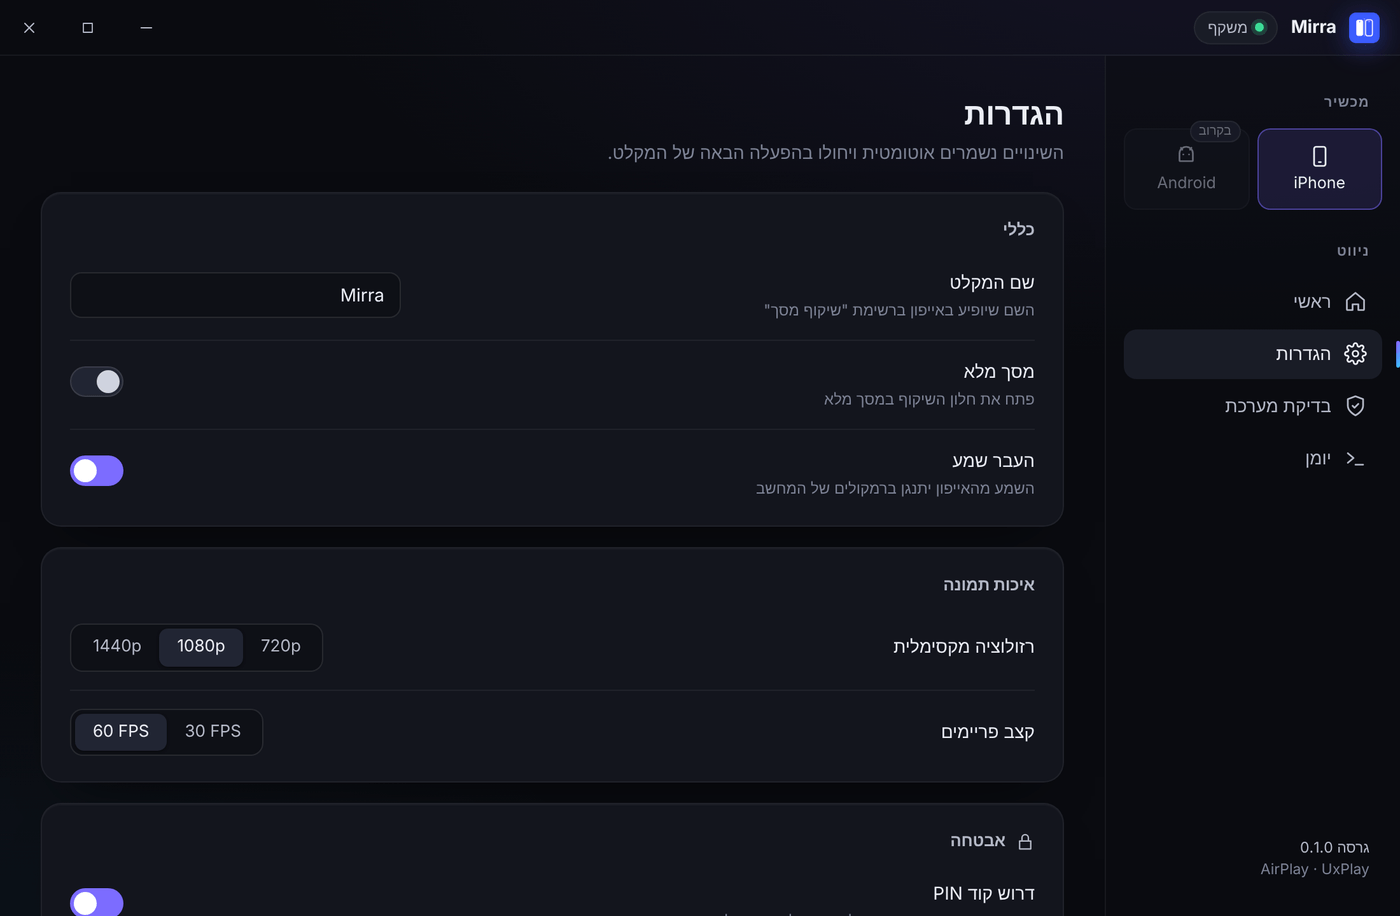 Mirra
משקף
מכשיר
iPhone
Android
בקרוב
ניווט
ראשי
הגדרות
בדיקת מערכת
יומן
גרסה 0.1.0
AirPlay · UxPlay
הגדרות
השינויים נשמרים אוטומטית ויחולו בהפעלה הבאה של המקלט.
כללי
שם המקלט
השם שיופיע באייפון ברשימת "שיקוף מסך"
Mirra
מסך מלא
פתח את חלון השיקוף במסך מלא
העבר שמע
השמע מהאייפון יתנגן ברמקולים של המחשב
איכות תמונה
רזולוציה מקסימלית
720p
1080p
1440p
קצב פריימים
30 FPS
60 FPS
אבטחה
דרוש קוד PIN